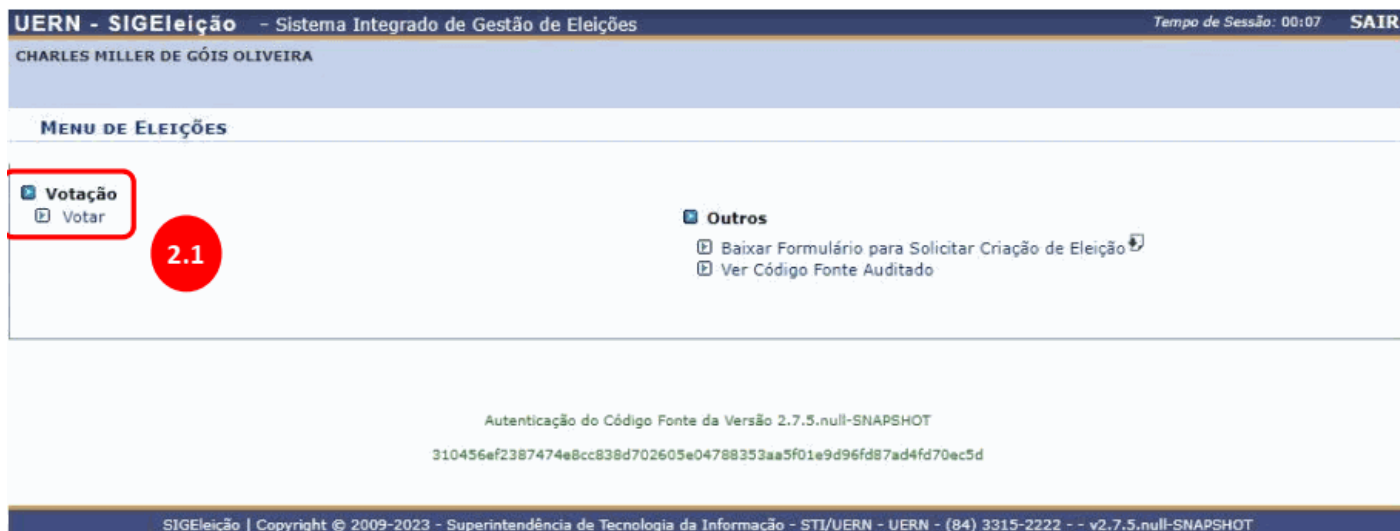 UERN - SIGEleição - Sistema Integrado de Gestão de Eleições Tempo de Sessão: 00:07 SAIR
CHARLES MILLER DE GÓIS OLIVEIRA
MENU DE ELEIÇÕES
Votação
Votar
2.1
Outros
Baixar Formulário para Solicitar Criação de Eleição
Ver Código Fonte Auditado
Autenticação do Código Fonte da Versão 2.7.5.null-SNAPSHOT
310456ef2387474e8cc838d702605e04788353aa5f01e9d96fd87ad4fd70ec5d
SIGEleição | Copyright © 2009-2023 - Superintendência de Tecnologia da Informação - STI/UERN - UERN - (84) 3315-2222 - - v2.7.5.null-SNAPSHOT